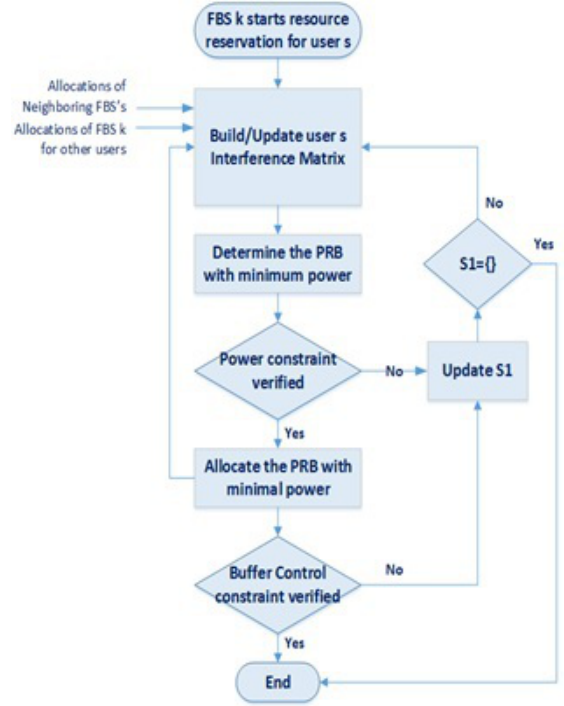 FBS k starts resource
reservation for user s
Allocations of
Neighboring FBS's
Allocations of FBS k
for other users
Build/Update user s
Interference Matrix
No
Yes
S1={}
Determine the PRB
with minimum power
Power constraint
verified
No
Update S1
Yes
Allocate the PRB with
minimal power
Buffer Control
constraint verified
No
Yes
End